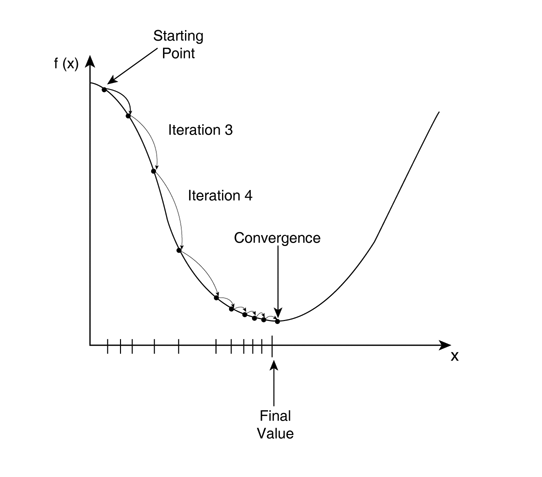 Starting
Point
f (x)
Iteration 3
Iteration 4
Convergence
x
Final
Value